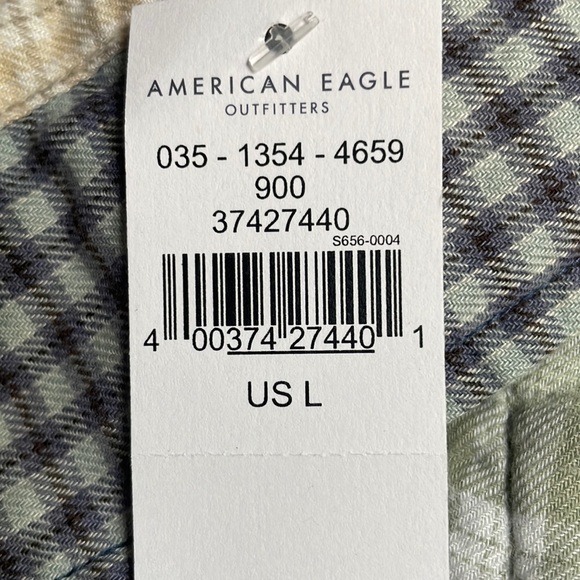 AMERICAN EAGLE
OUTFITTERS
035 - 1354 - 4659
900
37427440
S656-0004
4 00374 27440 1
US L